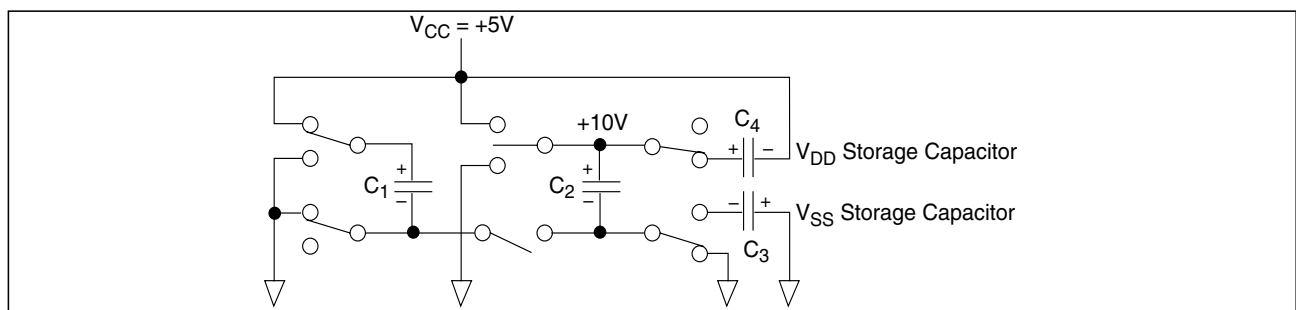 V_CC = +5V
+10V
C_4
+ −
V_DD Storage Capacitor
+
C_1
−
+
C_2
−
− +
V_SS Storage Capacitor
C_3